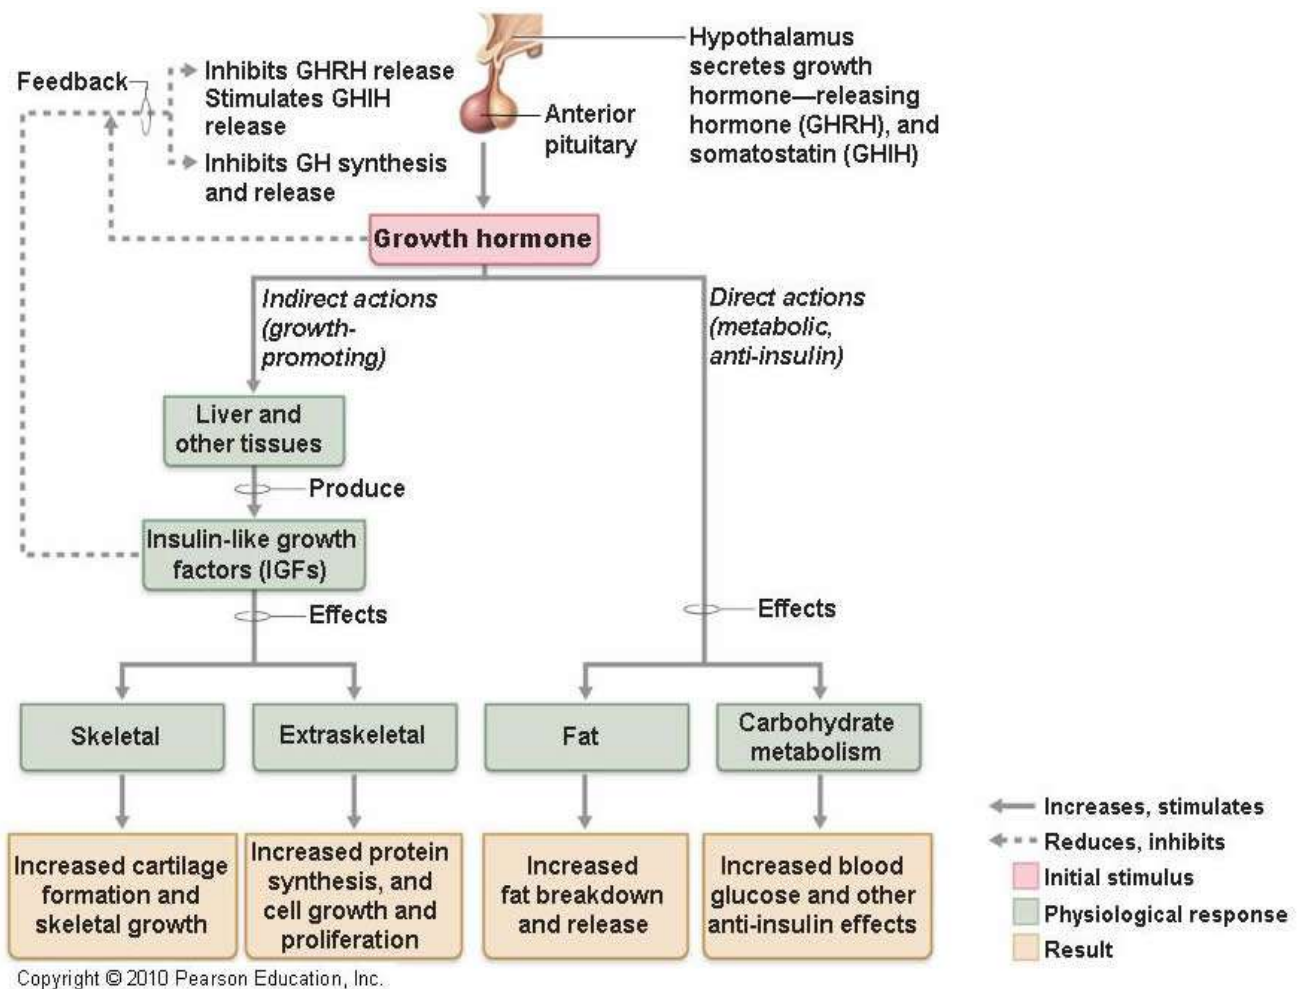 Feedback
Inhibits GHRH release
Stimulates GHIH
release
Inhibits GH synthesis
and release
Anterior
pituitary
Hypothalamus
secretes growth
hormone—releasing
hormone (GHRH), and
somatostatin (GHIH)
Growth hormone
Indirect actions
(growth-
promoting)
Direct actions
(metabolic,
anti-insulin)
Liver and
other tissues
Produce
Insulin-like growth
factors (IGFs)
Effects
Effects
Skeletal
Extraskeletal
Fat
Carbohydrate
metabolism
Increased cartilage
formation and
skeletal growth
Increased protein
synthesis, and
cell growth and
proliferation
Increased
fat breakdown
and release
Increased blood
glucose and other
anti-insulin effects
Increases, stimulates
Reduces, inhibits
Initial stimulus
Physiological response
Result
Copyright © 2010 Pearson Education, Inc.